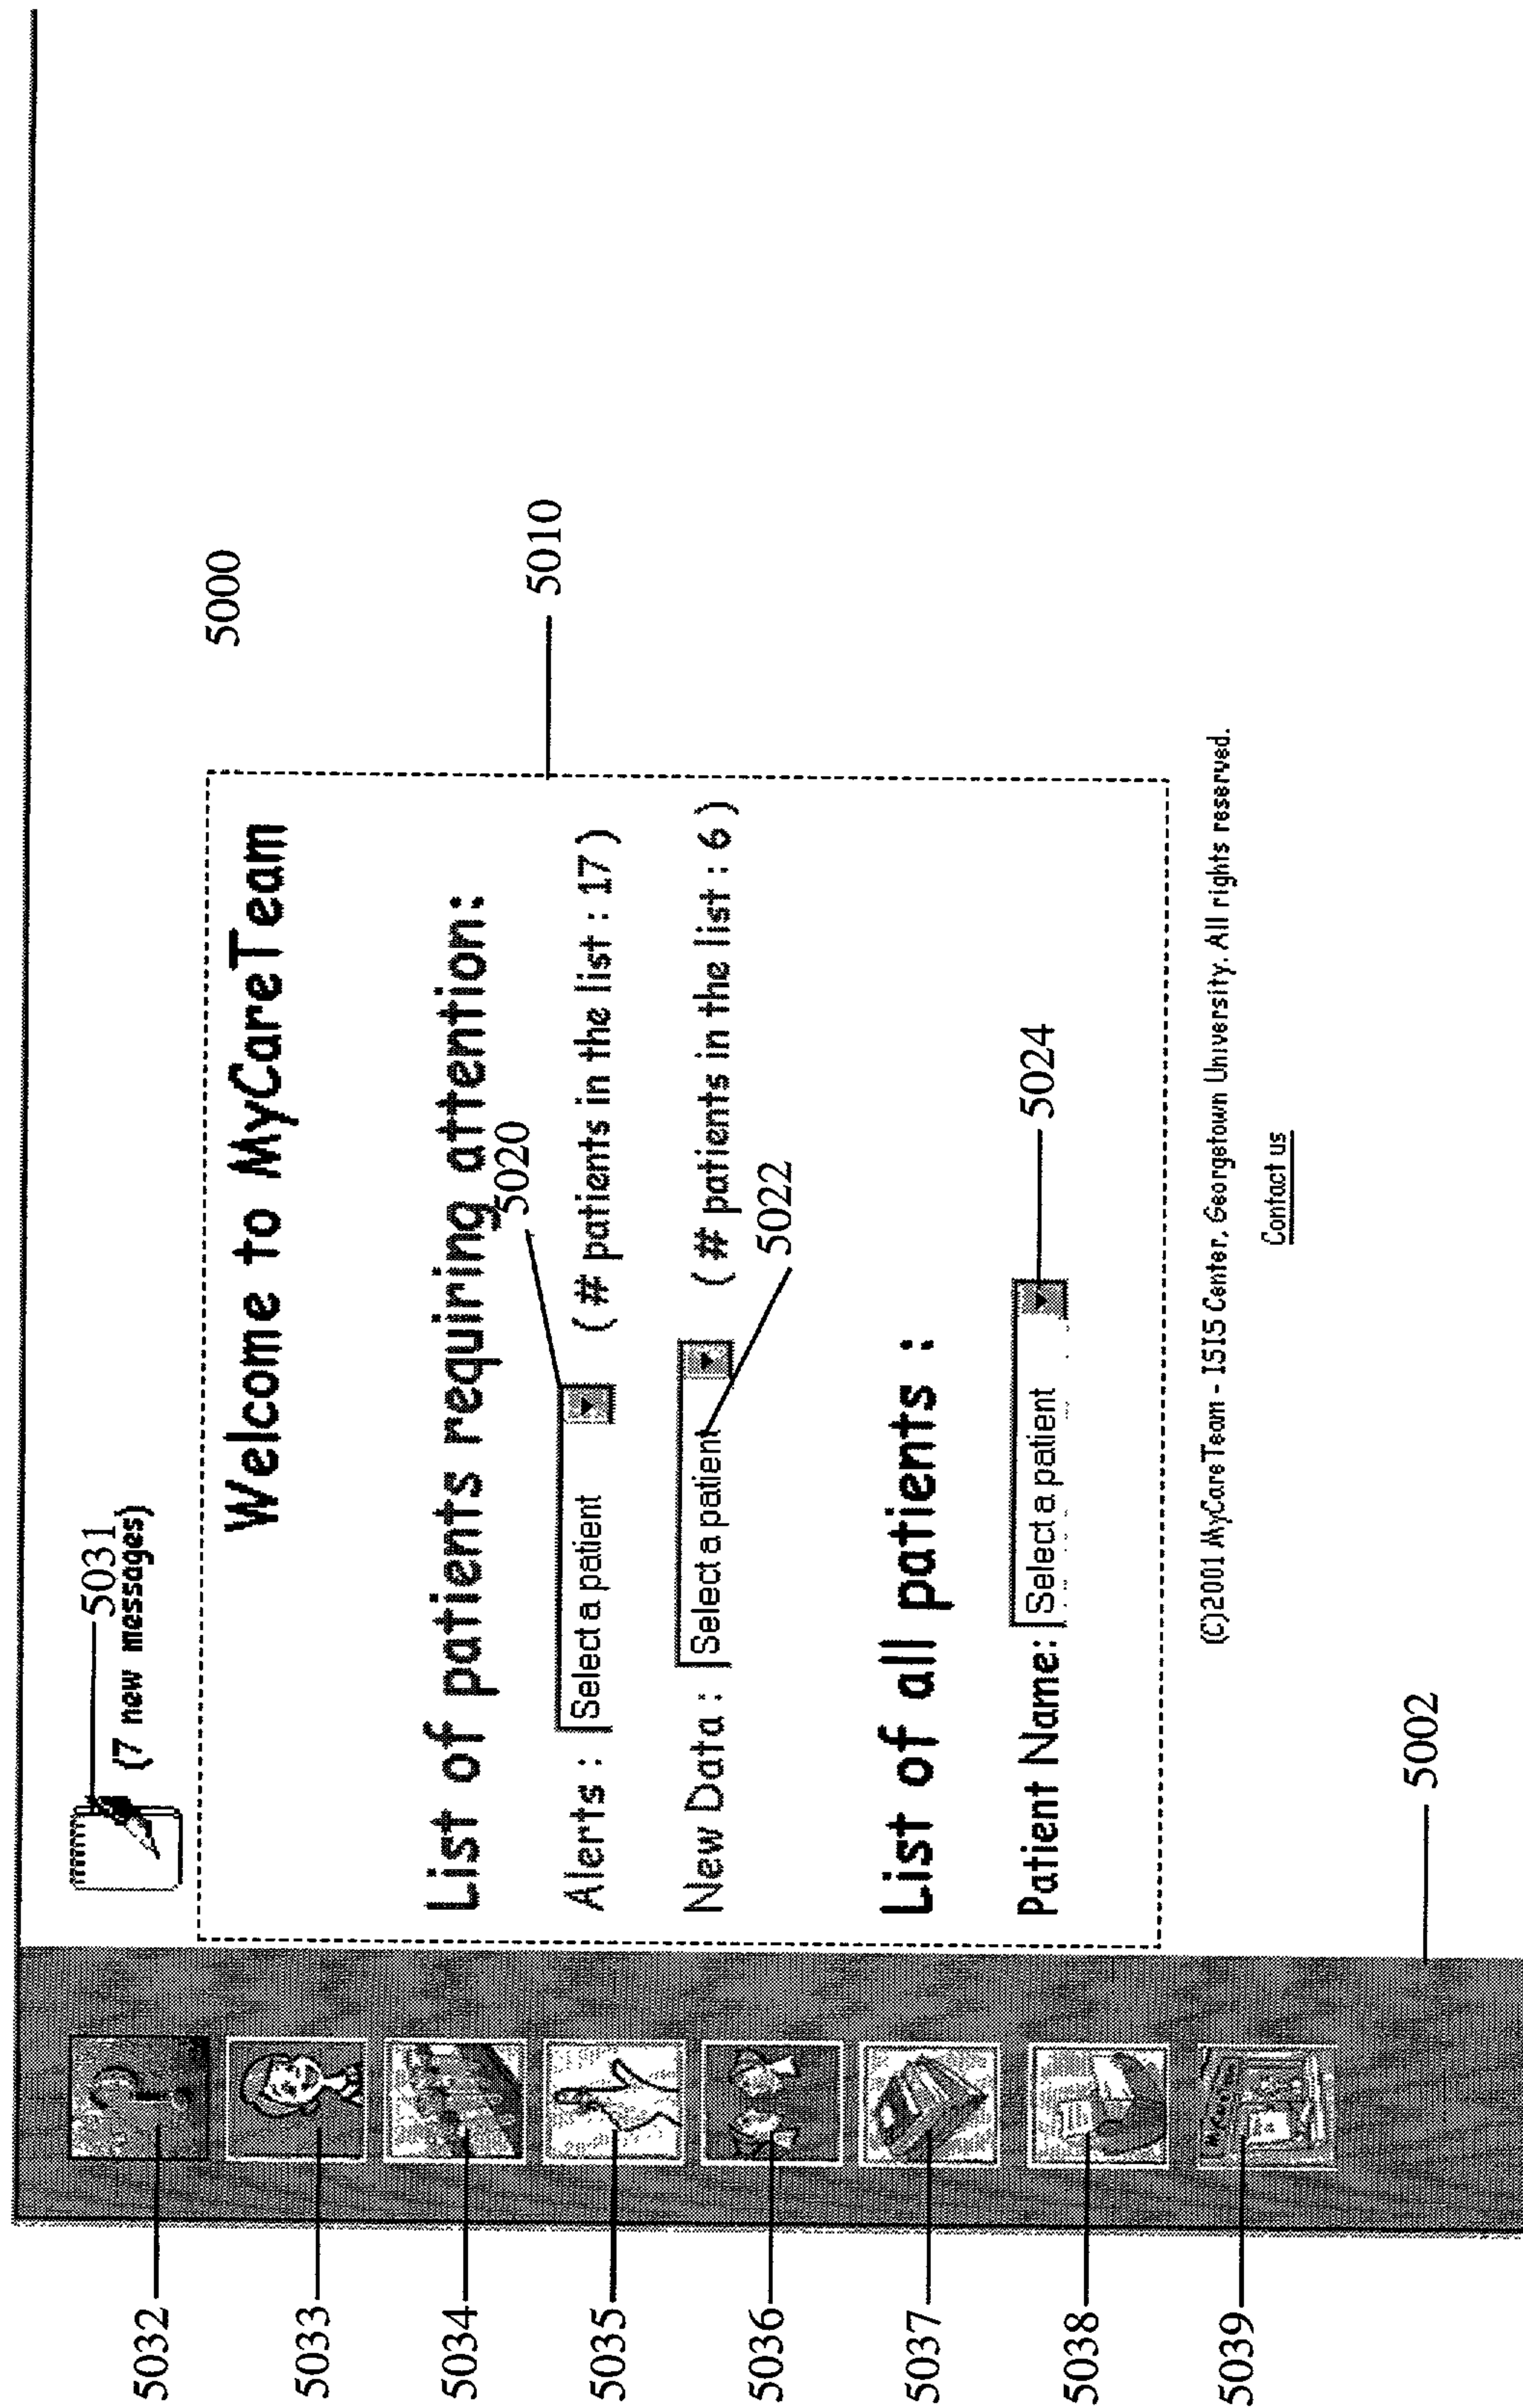 5031
(7 new messages)
5000
Welcome to MyCareTeam
5010
List of patients requiring attention:
5020
Alerts : Select a patient ( # patients in the list : 17 )
New Data : Select a patient ( # patients in the list : 6 )
5022
List of all patients :
Patient Name: Select a patient
5024
(C)2001 MyCareTeam - ISIS Center, Georgetown University. All rights reserved.
Contact us
5002
5032
5033
5034
5035
5036
5037
5038
5039